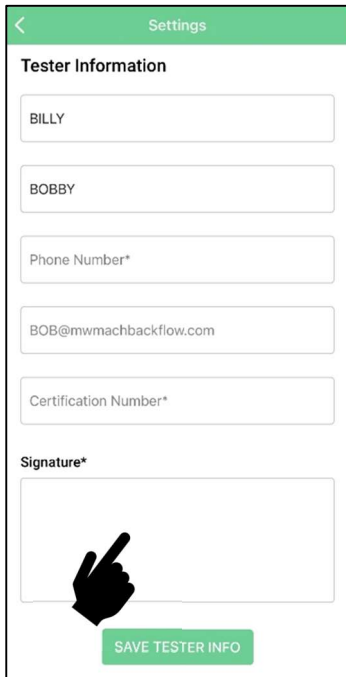 Settings
Tester Information
BILLY
BOBBY
Phone Number*
BOB@mwmachbackflow.com
Certification Number*
Signature*
SAVE TESTER INFO